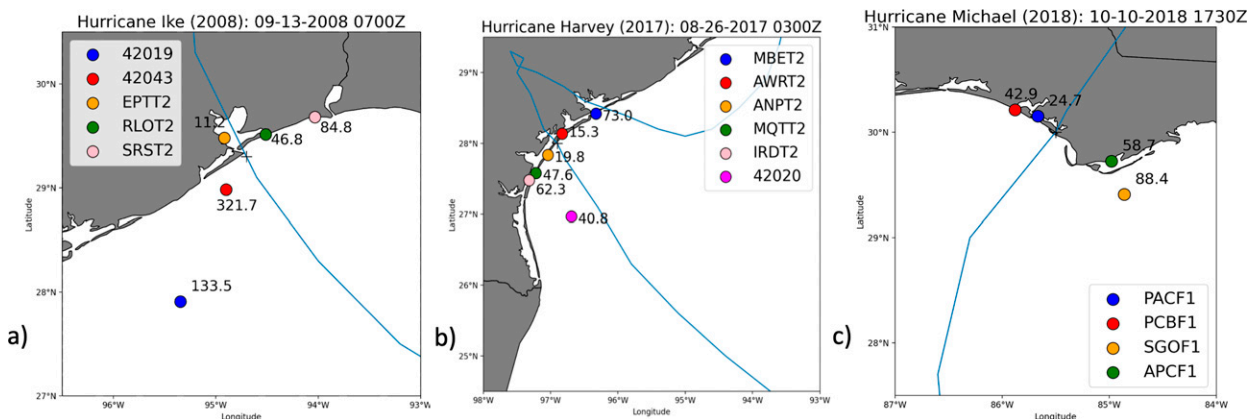 Hurricane Ike (2008): 09-13-2008 0700Z
42019
42043
EPTT2
RLOT2
SRST2
11.2
46.8
84.8
321.7
133.5
30°N
29°N
28°N
27°N
96°W
95°W
94°W
93°W
Latitude
Longitude
a)
Hurricane Harvey (2017): 08-26-2017 0300Z
MBET2
AWRT2
ANPT2
MQTT2
IRDT2
42020
73.0
15.3
19.8
47.6
62.3
40.8
29°N
28°N
27°N
26°N
25°N
98°W
97°W
96°W
95°W
94°W
93°W
Latitude
Longitude
b)
Hurricane Michael (2018): 10-10-2018 1730Z
42.9
24.7
58.7
88.4
PACF1
PCBF1
SGOF1
APCF1
31°N
30°N
29°N
28°N
87°W
86°W
85°W
84°W
Latitude
Longitude
c)